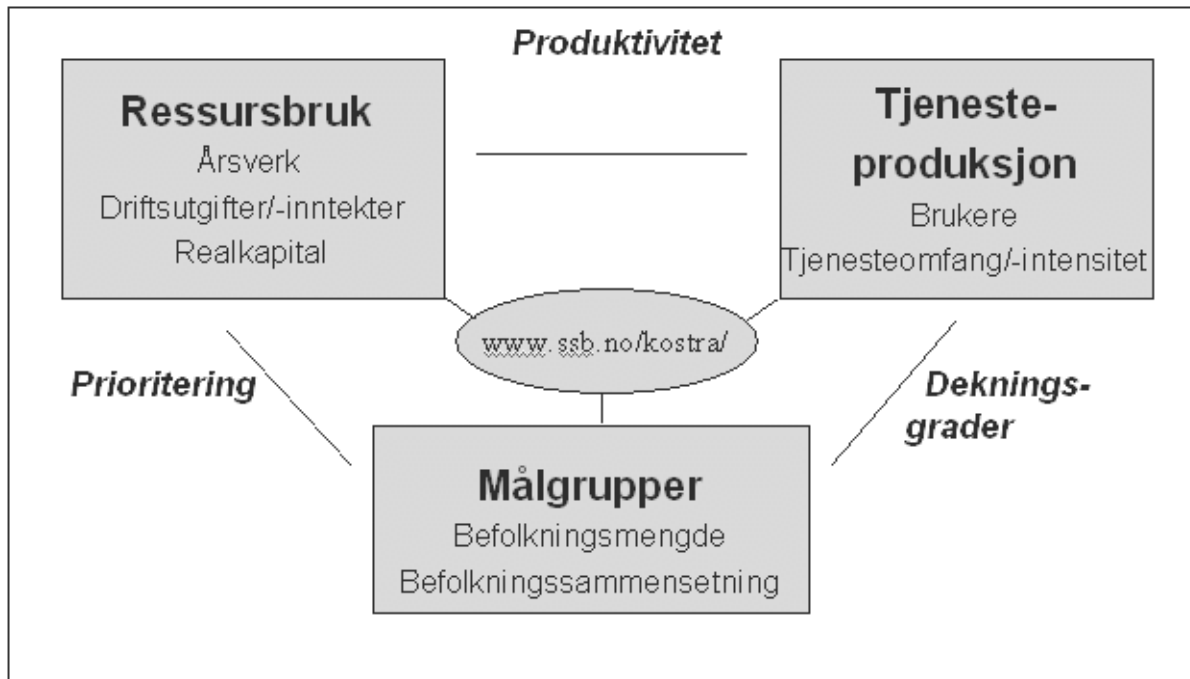 Produktivitet
Ressursbruk
Årsverk
Driftsutgifter/-inntekter
Realkapital
Tjeneste-
produksjon
Brukere
Tjenesteomfang/-intensitet
www.ssb.no/kostra/
Prioritering
Deknings-
grader
Målgrupper
Befolkningsmengde
Befolkningssammensetning